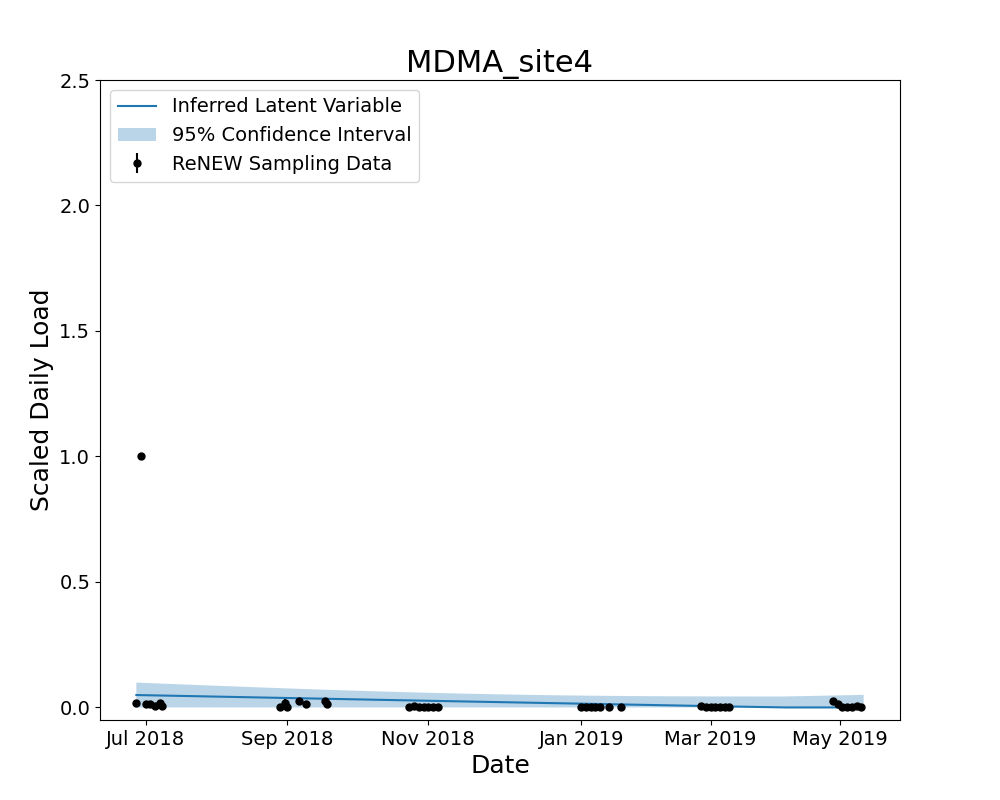 MDMA_site4
Inferred Latent Variable
95% Confidence Interval
ReNEW Sampling Data
2.5
2.0
1.5
1.0
0.5
0.0
Scaled Daily Load
Jul 2018
Sep 2018
Nov 2018
Jan 2019
Mar 2019
May 2019
Date